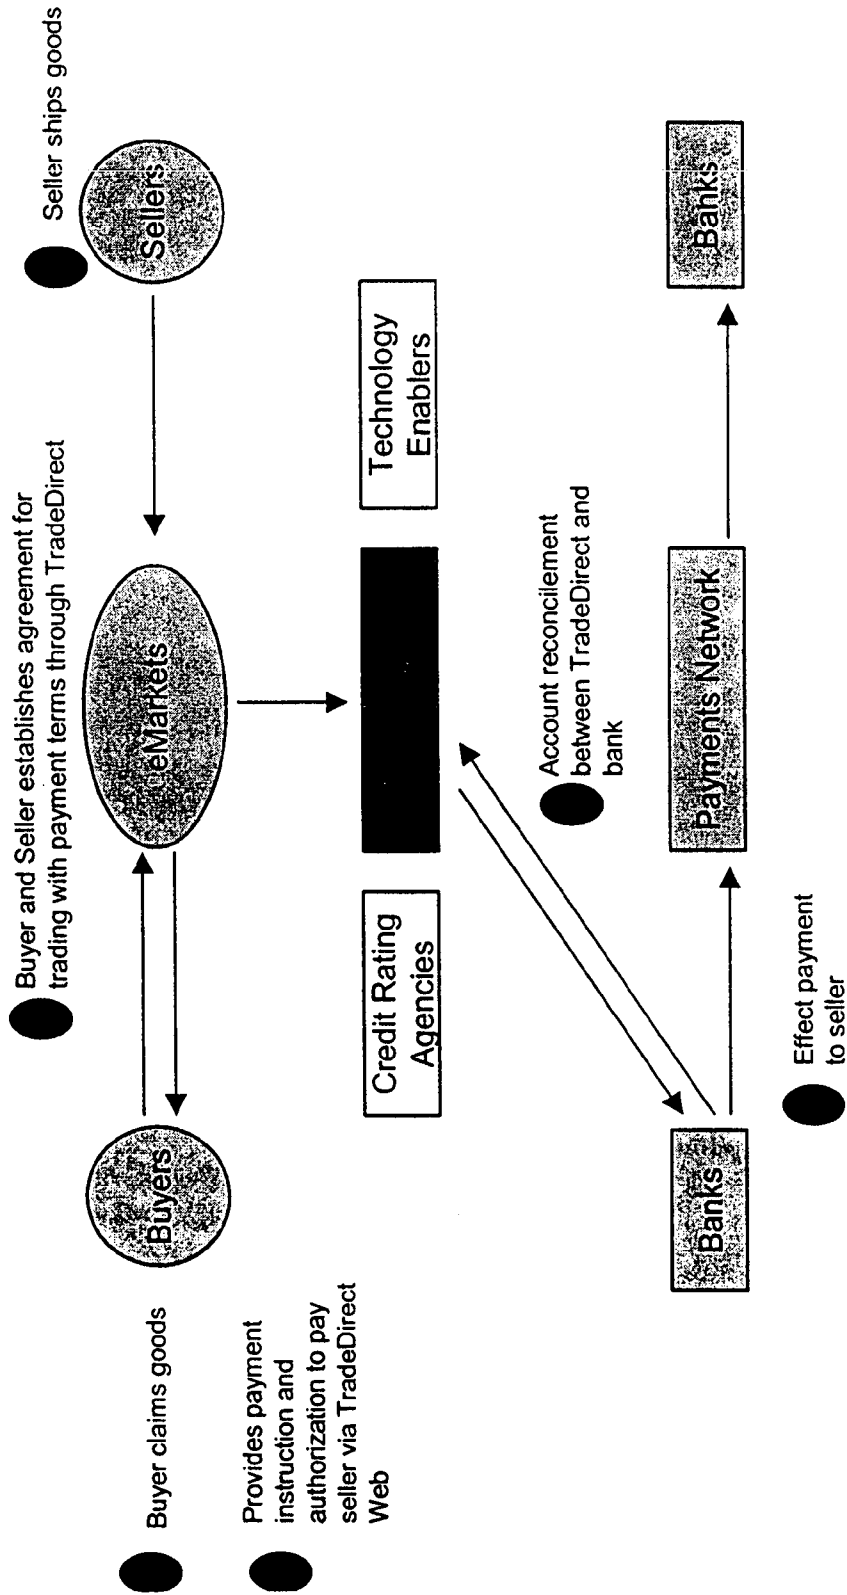 Buyer and Seller establishes agreement for
trading with payment terms through TradeDirect
Seller ships goods
Buyer claims goods
Buyers
eMarkets
Sellers
Provides payment
instruction and
authorization to pay
seller via TradeDirect
Web
Credit Rating
Agencies
Technology
Enablers
Account reconcilement
between TradeDirect and
bank
Banks
Payments Network
Banks
Effect payment
to seller